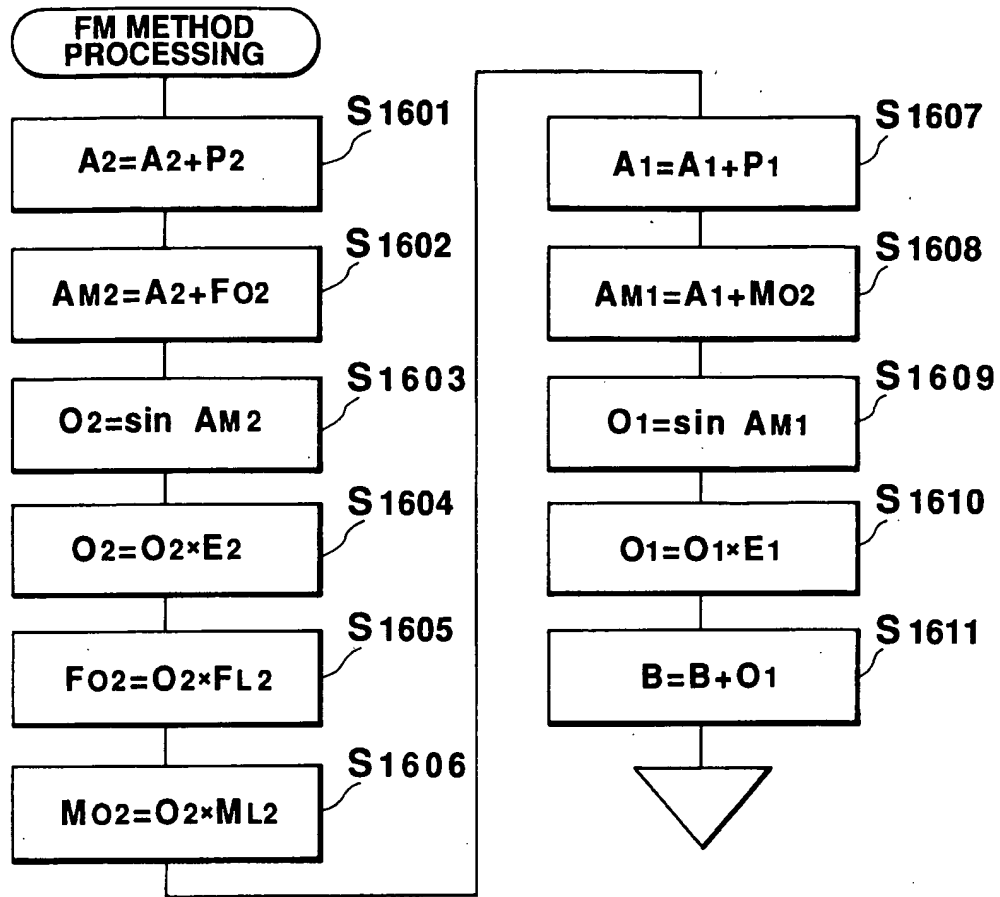 FM METHOD
PROCESSING
S1601
A2=A2+P2
S1602
AM2=A2+FO2
S1603
O2=sin AM2
S1604
O2=O2×E2
S1605
FO2=O2×FL2
S1606
MO2=O2×ML2
S1607
A1=A1+P1
S1608
AM1=A1+MO2
S1609
O1=sin AM1
S1610
O1=O1×E1
S1611
B=B+O1